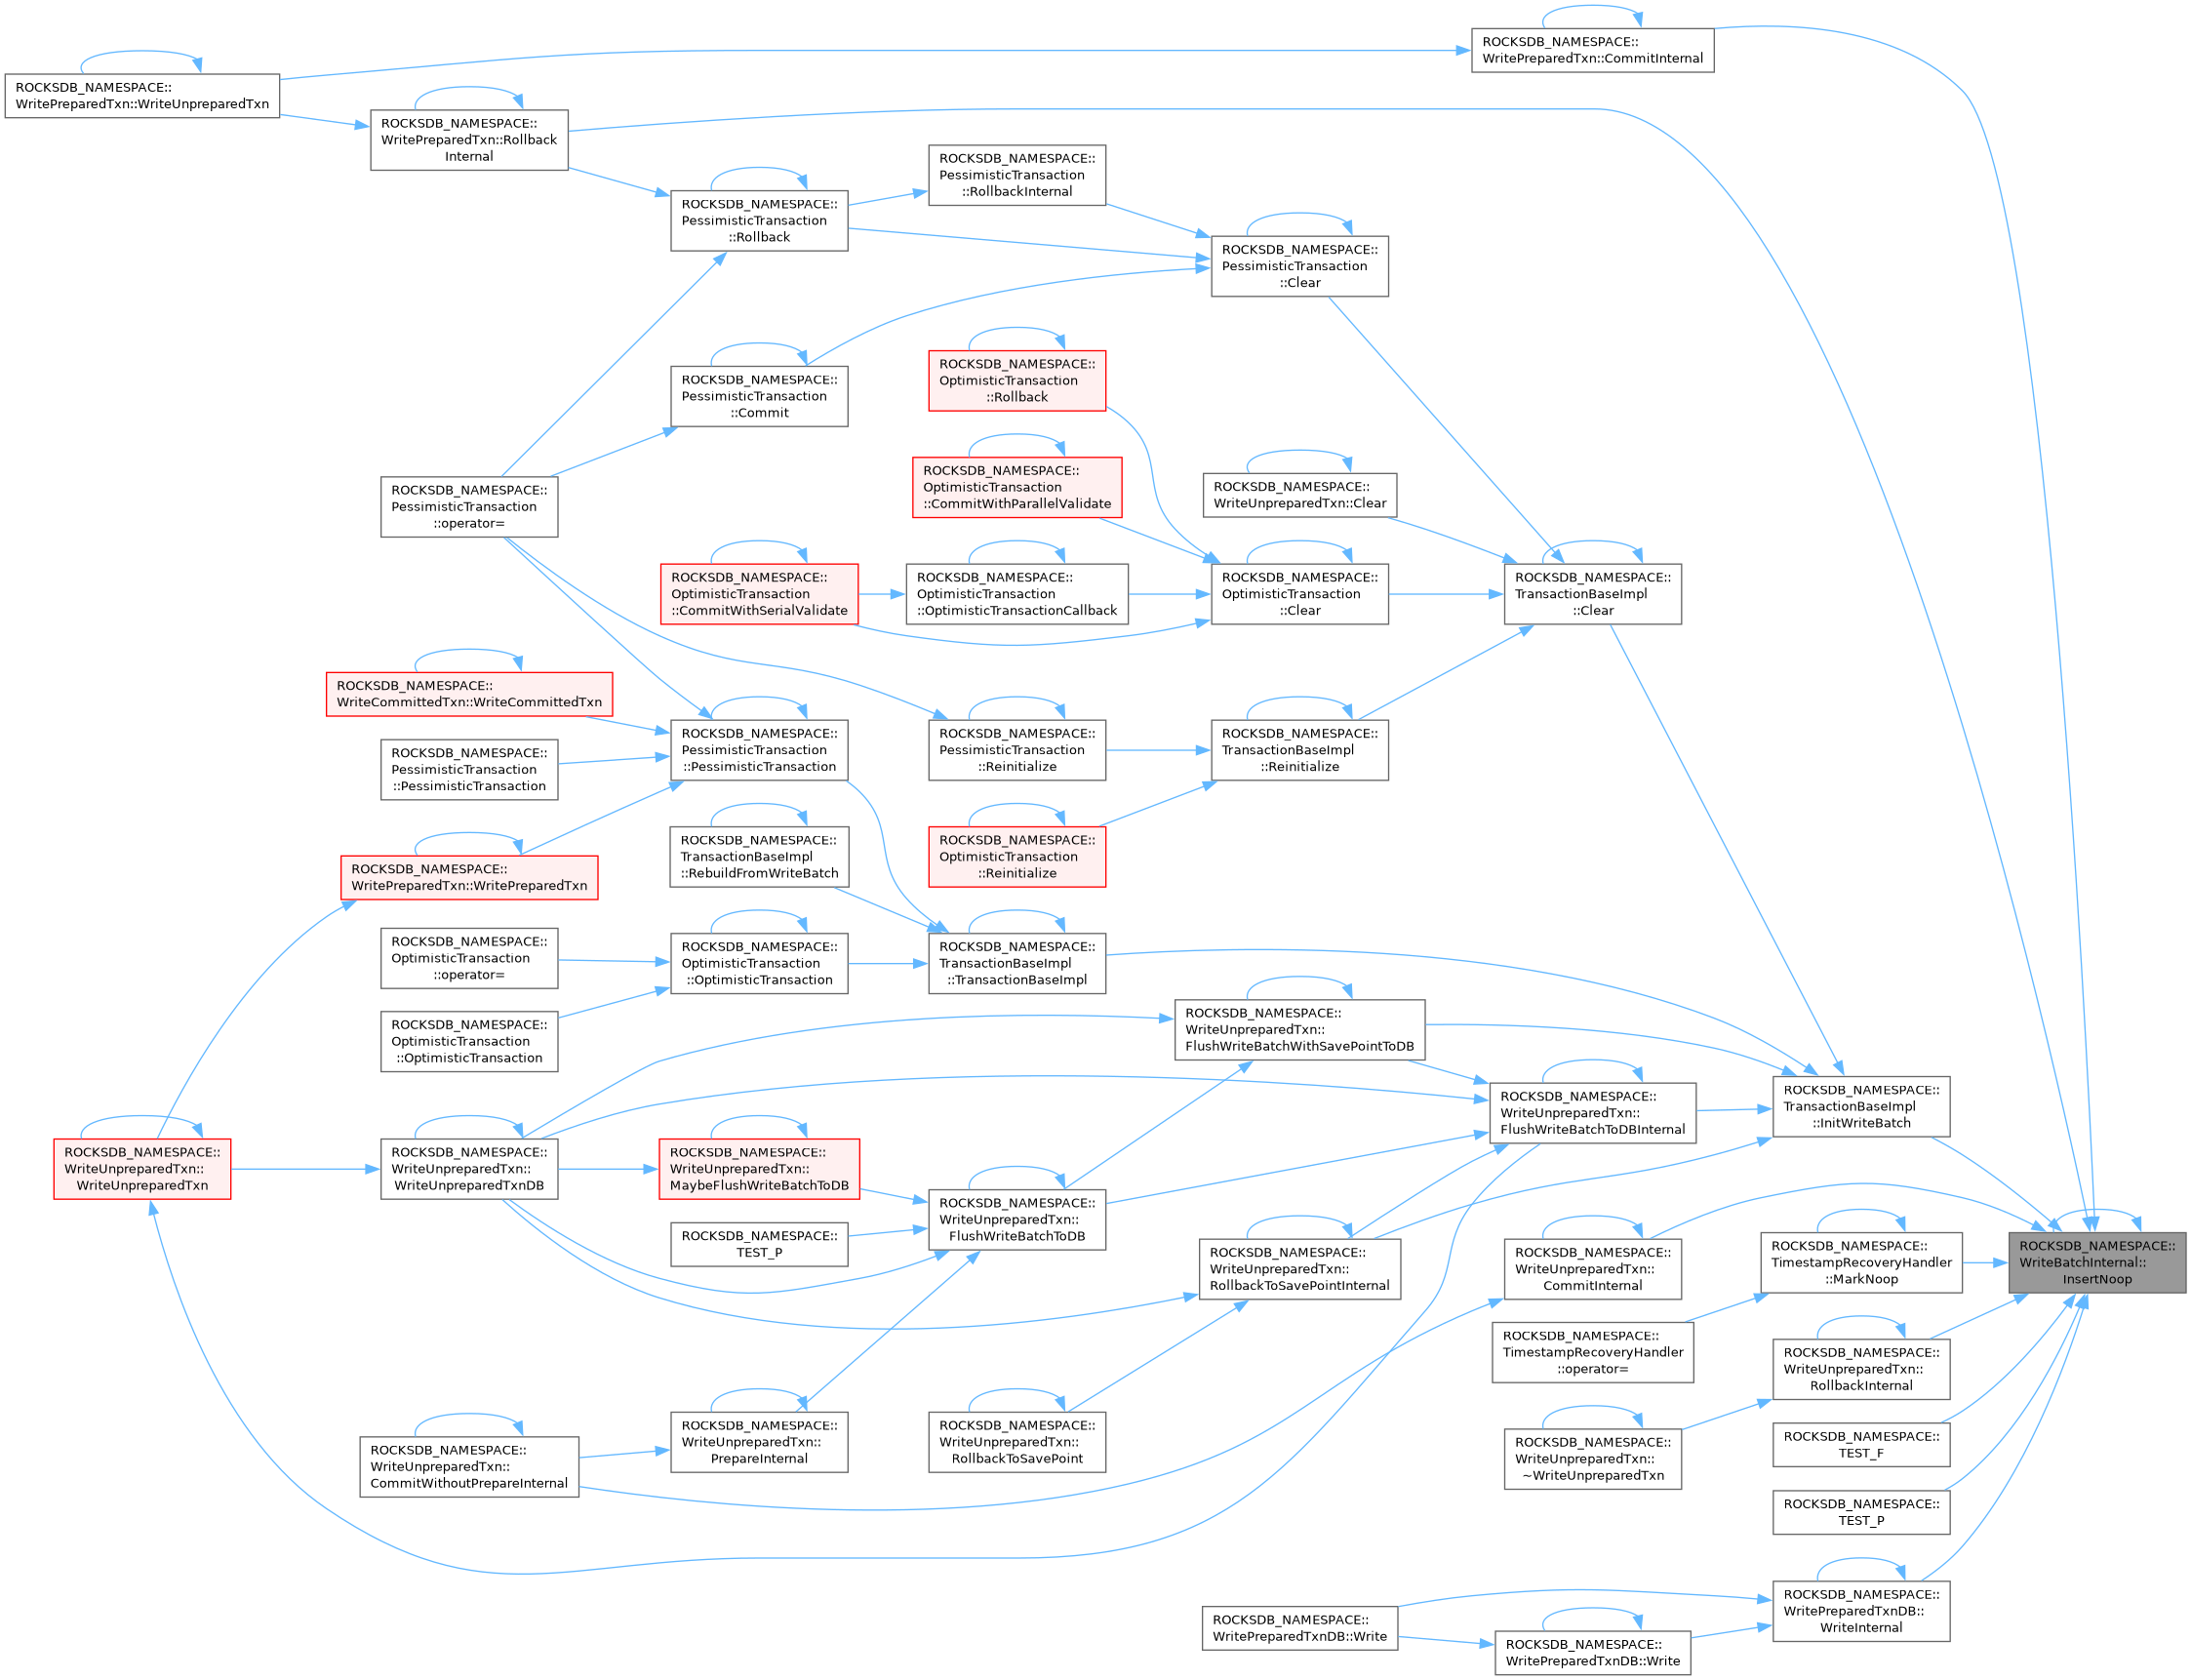 ROCKSDB_NAMESPACE::
WritePreparedTxn::CommitInternal
ROCKSDB_NAMESPACE::
WritePreparedTxn::WriteUnpreparedTxn
ROCKSDB_NAMESPACE::
WritePreparedTxn::Rollback
Internal
ROCKSDB_NAMESPACE::
PessimisticTransaction
::RollbackInternal
ROCKSDB_NAMESPACE::
PessimisticTransaction
::Rollback
ROCKSDB_NAMESPACE::
PessimisticTransaction
::Clear
ROCKSDB_NAMESPACE::
OptimisticTransaction
::Rollback
ROCKSDB_NAMESPACE::
PessimisticTransaction
::Commit
ROCKSDB_NAMESPACE::
OptimisticTransaction
::CommitWithParallelValidate
ROCKSDB_NAMESPACE::
WriteUnpreparedTxn::Clear
ROCKSDB_NAMESPACE::
PessimisticTransaction
::operator=
ROCKSDB_NAMESPACE::
OptimisticTransaction
::CommitWithSerialValidate
ROCKSDB_NAMESPACE::
OptimisticTransaction
::OptimisticTransactionCallback
ROCKSDB_NAMESPACE::
OptimisticTransaction
::Clear
ROCKSDB_NAMESPACE::
TransactionBaseImpl
::Clear
ROCKSDB_NAMESPACE::
WriteCommittedTxn::WriteCommittedTxn
ROCKSDB_NAMESPACE::
PessimisticTransaction
::PessimisticTransaction
ROCKSDB_NAMESPACE::
PessimisticTransaction
::Reinitialize
ROCKSDB_NAMESPACE::
TransactionBaseImpl
::Reinitialize
ROCKSDB_NAMESPACE::
PessimisticTransaction
::PessimisticTransaction
ROCKSDB_NAMESPACE::
TransactionBaseImpl
::RebuildFromWriteBatch
ROCKSDB_NAMESPACE::
OptimisticTransaction
::Reinitialize
ROCKSDB_NAMESPACE::
WritePreparedTxn::WritePreparedTxn
ROCKSDB_NAMESPACE::
OptimisticTransaction
::operator=
ROCKSDB_NAMESPACE::
OptimisticTransaction
::OptimisticTransaction
ROCKSDB_NAMESPACE::
TransactionBaseImpl
::TransactionBaseImpl
ROCKSDB_NAMESPACE::
OptimisticTransaction
::OptimisticTransaction
ROCKSDB_NAMESPACE::
WriteUnpreparedTxn::
FlushWriteBatchWithSavePointToDB
ROCKSDB_NAMESPACE::
WriteUnpreparedTxn::
FlushWriteBatchToDBInternal
ROCKSDB_NAMESPACE::
TransactionBaseImpl
::InitWriteBatch
ROCKSDB_NAMESPACE::
WriteUnpreparedTxn::
WriteUnpreparedTxn
ROCKSDB_NAMESPACE::
WriteUnpreparedTxn::
WriteUnpreparedTxnDB
ROCKSDB_NAMESPACE::
WriteUnpreparedTxn::
MaybeFlushWriteBatchToDB
ROCKSDB_NAMESPACE::
WriteUnpreparedTxn::
FlushWriteBatchToDB
ROCKSDB_NAMESPACE::
TEST_P
ROCKSDB_NAMESPACE::
WriteUnpreparedTxn::
RollbackToSavePointInternal
ROCKSDB_NAMESPACE::
WriteUnpreparedTxn::
CommitInternal
ROCKSDB_NAMESPACE::
TimestampRecoveryHandler
::MarkNoop
ROCKSDB_NAMESPACE::
WriteBatchInternal::
InsertNoop
ROCKSDB_NAMESPACE::
TimestampRecoveryHandler
::operator=
ROCKSDB_NAMESPACE::
WriteUnpreparedTxn::
RollbackInternal
ROCKSDB_NAMESPACE::
WriteUnpreparedTxn::
CommitWithoutPrepareInternal
ROCKSDB_NAMESPACE::
WriteUnpreparedTxn::
PrepareInternal
ROCKSDB_NAMESPACE::
WriteUnpreparedTxn::
RollbackToSavePoint
ROCKSDB_NAMESPACE::
WriteUnpreparedTxn::
~WriteUnpreparedTxn
ROCKSDB_NAMESPACE::
TEST_F
ROCKSDB_NAMESPACE::
TEST_P
ROCKSDB_NAMESPACE::
WritePreparedTxnDB::
WriteInternal
ROCKSDB_NAMESPACE::
WritePreparedTxnDB::Write
ROCKSDB_NAMESPACE::
WritePreparedTxnDB::Write